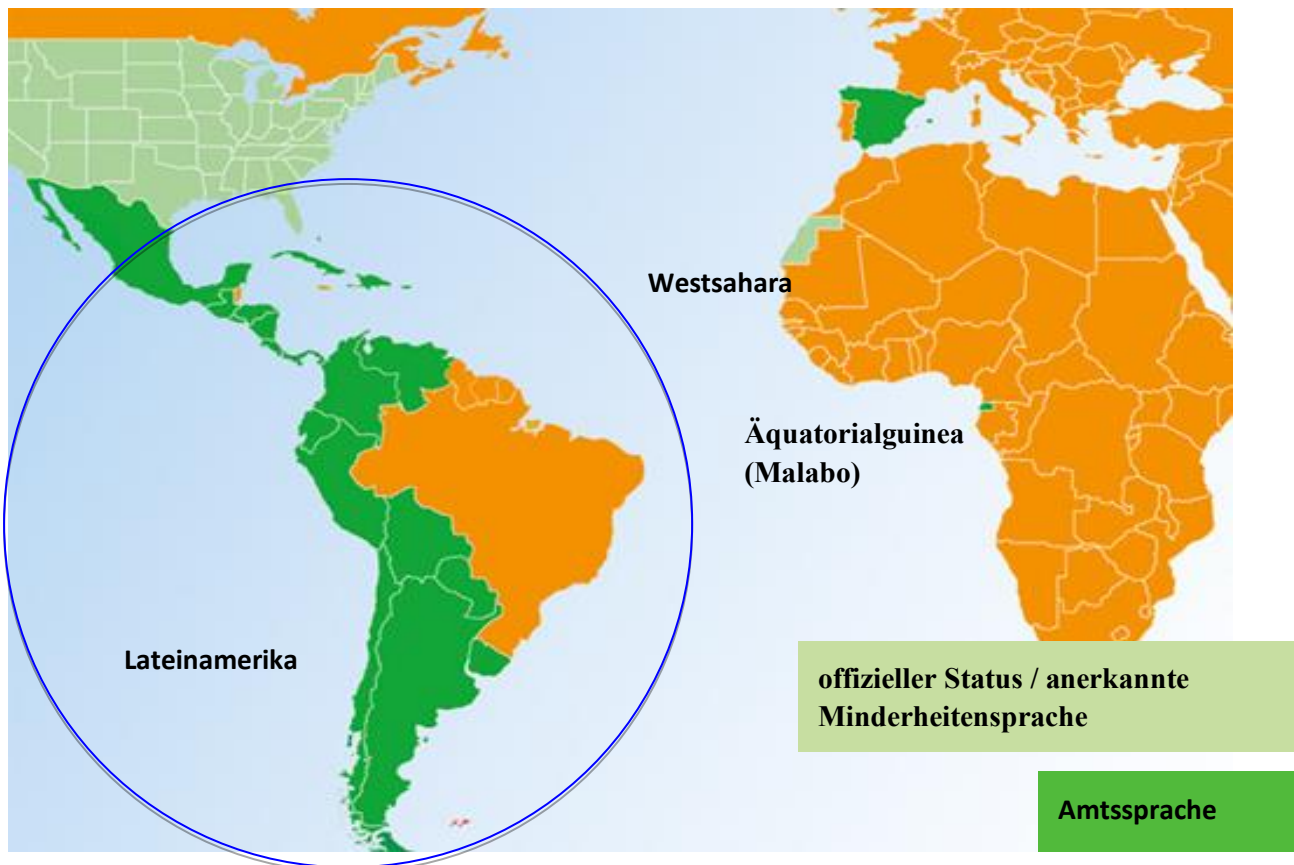 Westsahara
Äquatorialguinea
(Malabo)
Lateinamerika
offizieller Status / anerkannte
Minderheitensprache
Amtssprache